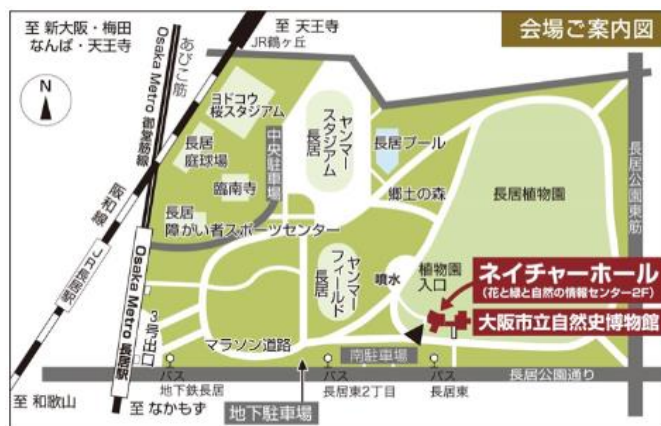 至 新大阪・梅田
なんば・天王寺
至 天王寺
JR鶴ヶ丘
会場ご案内図
N
あびこ筋
Osaka Metro 御堂筋線
阪和線
JR長居駅
Osaka Metro 長居駅
3号出口
ヨドコウ
桜スタジアム
長居
庭球場
臨南寺
長居
障がい者スポーツセンター
中央駐車場
ヤンマー
スタジアム
長居
長居プール
郷土の森
長居植物園
長居公園東筋
ヤンマー
フィールド
長居
噴水
植物園
入口
ネイチャーホール
(花と緑と自然の情報センター2F)
大阪市立自然史博物館
マラソン道路
南駐車場
バス
地下鉄長居
バス
長居東2丁目
バス
長居東
長居公園通り
至 和歌山
至 なかもず
地下駐車場